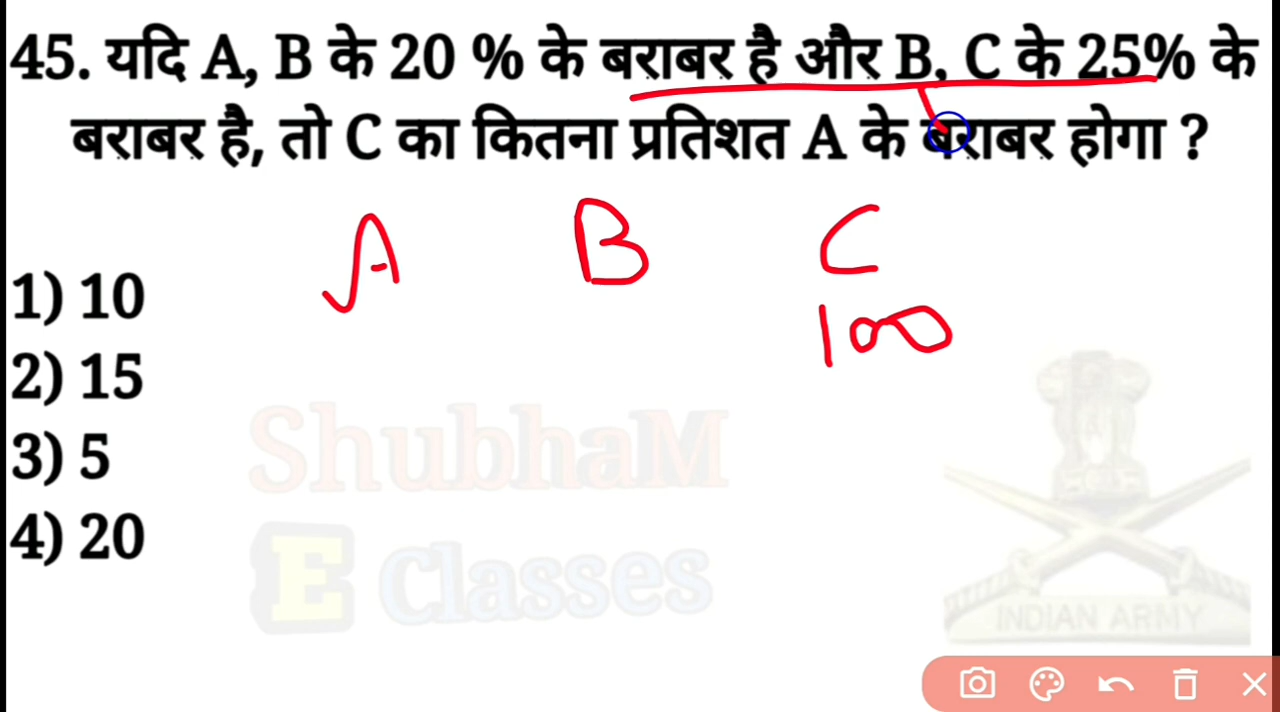 45. यदि A, B के 20 % के बराबर है और B, C के 25% के
बराबर है, तो C का कितना प्रतिशत A के बराबर होगा ?
A B C
100
1) 10
2) 15
3) 5
4) 20
ShubhaM
E Classes
INDIAN ARMY